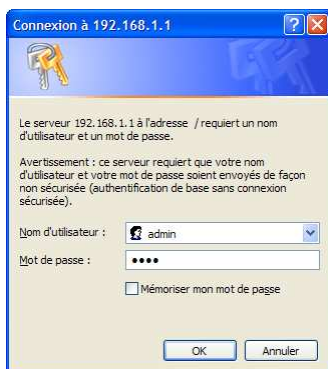 Connexion à 192.168.1.1
Le serveur 192.168.1.1 à l'adresse / requiert un nom
d'utilisateur et un mot de passe.
Avertissement : ce serveur requiert que votre nom
d'utilisateur et votre mot de passe soient envoyés de façon
non sécurisée (authentification de base sans connexion
sécurisée).
Nom d'utilisateur : admin
Mot de passe : ••••
Mémoriser mon mot de passe
OK Annuler